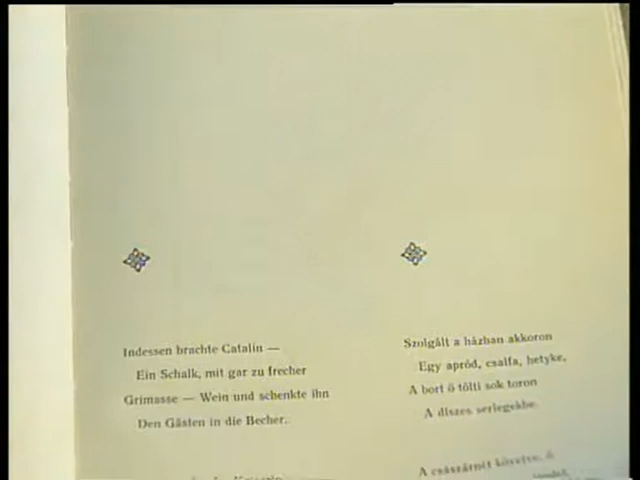 Indessen brachte Catalin —
Ein Schalk, mit gar zu frecher
Grimasse — Wein und schenkte ihn
Den Gästen in die Becher.
Szolgált a házban akkoron
Egy apród, csalfa, hetyke,
A bort ő tölti sok toron
A díszes serlegekbe.
A császárnét követve, ő